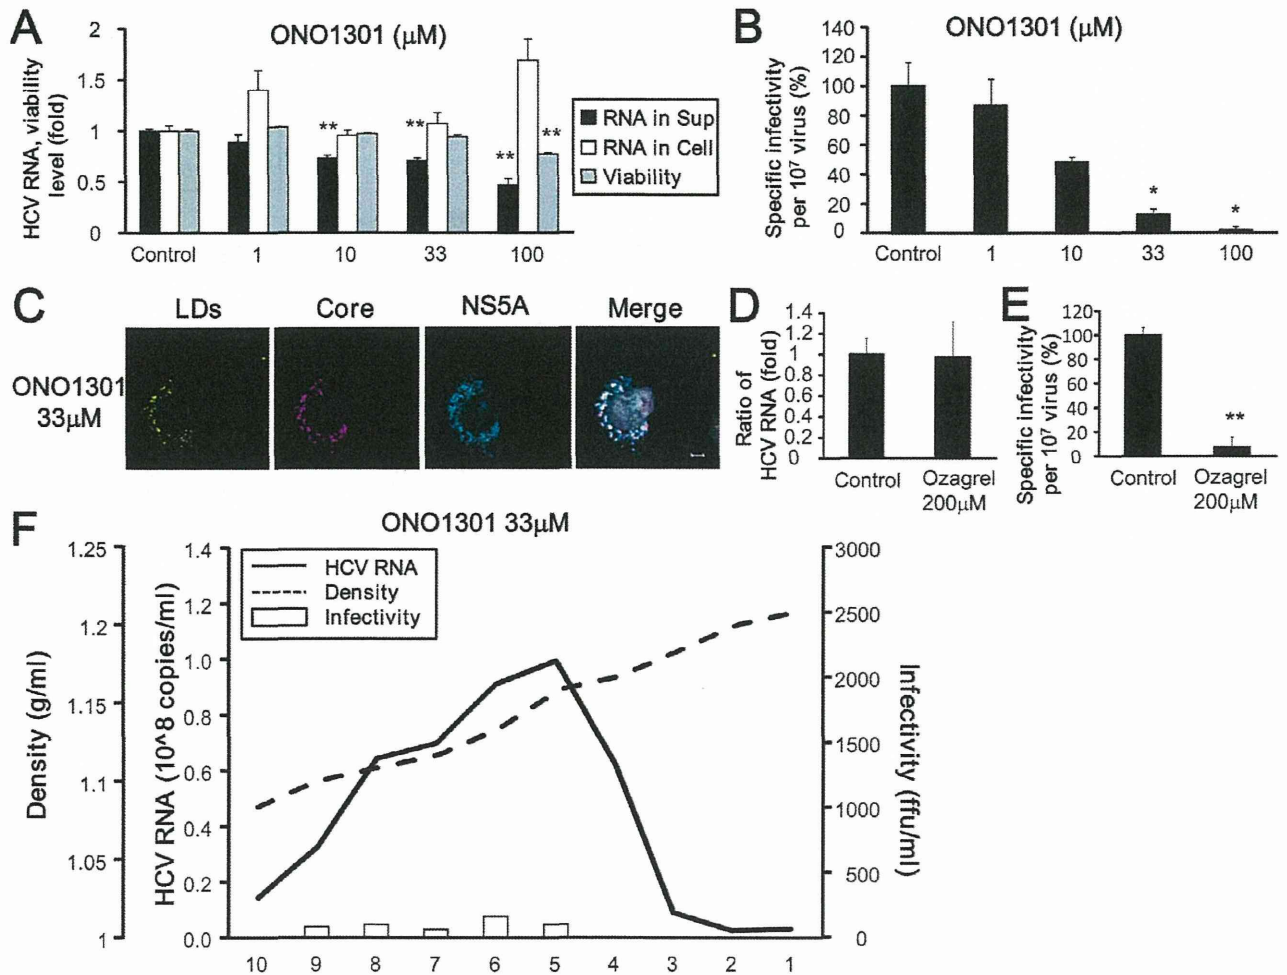 A
ONO1301 (μM)
HCV RNA, viability
level (fold)
2
1.5
1
0.5
0
**
**
**
**
RNA in Sup
RNA in Cell
Viability
Control
1
10
33
100
B
ONO1301 (μM)
Specific infectivity
per 10⁷ virus (%)
140
120
100
80
60
40
20
0
*
*
Control
1
10
33
100
C
LDs
Core
NS5A
Merge
ONO1301
33μM
D
Ratio of
HCV RNA (fold)
1.4
1.2
1
0.8
0.6
0.4
0.2
0
Control
Ozagrel
200μM
E
Specific infectivity
per 10⁷ virus (%)
120
100
80
60
40
20
0
**
Control
Ozagrel
200μM
F
ONO1301 33μM
Density (g/ml)
1.25
1.2
1.15
1.1
1.05
1
HCV RNA (10^8 copies/ml)
1.4
1.2
1.0
0.8
0.6
0.4
0.2
0.0
HCV RNA
Density
Infectivity
3000
2500
2000
1500
1000
500
0
Infectivity (ffu/ml)
10
9
8
7
6
5
4
3
2
1